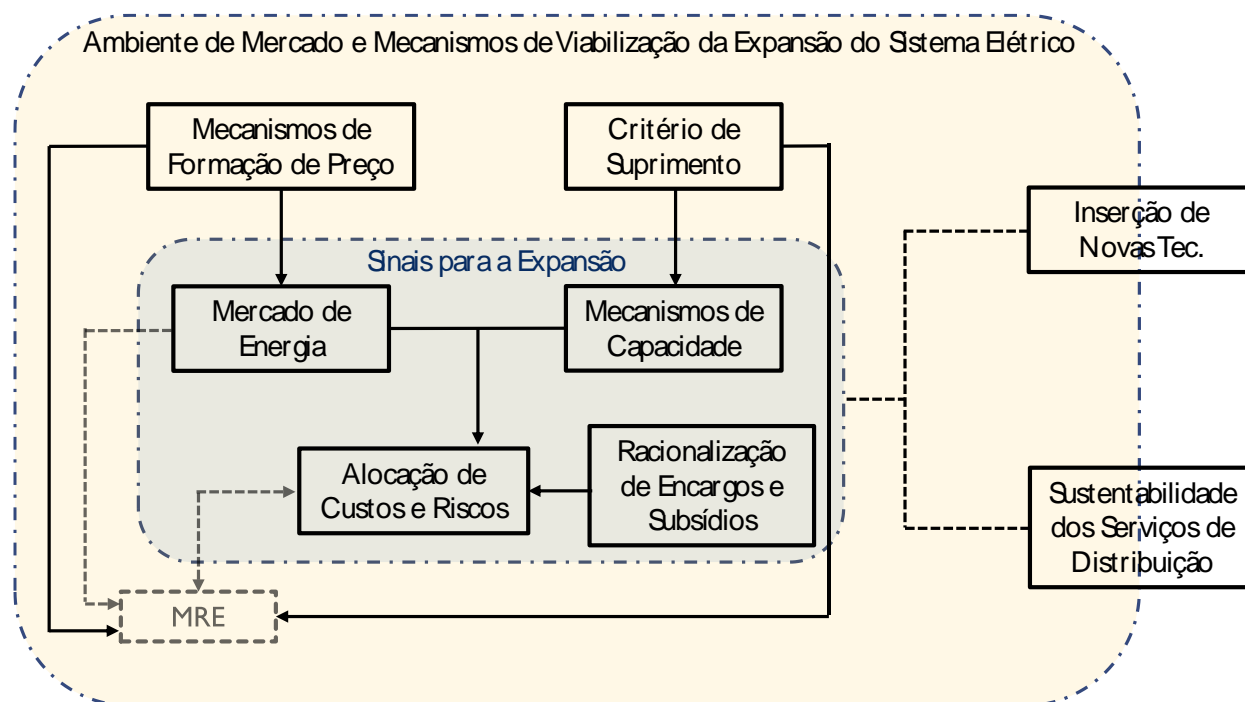 Ambiente de Mercado e Mecanismos de Viabilização da Expansão do Sistema Elétrico
Mecanismos de
Formação de Preço
Critério de
Suprimento
Inserção de
Novas Tec.
Sinais para a Expansão
Mercado de
Energia
Mecanismos de
Capacidade
Alocação de
Custos e Riscos
Racionalização
de Encargos e
Subsídios
Sustentabilidade
dos Serviços de
Distribuição
MRE